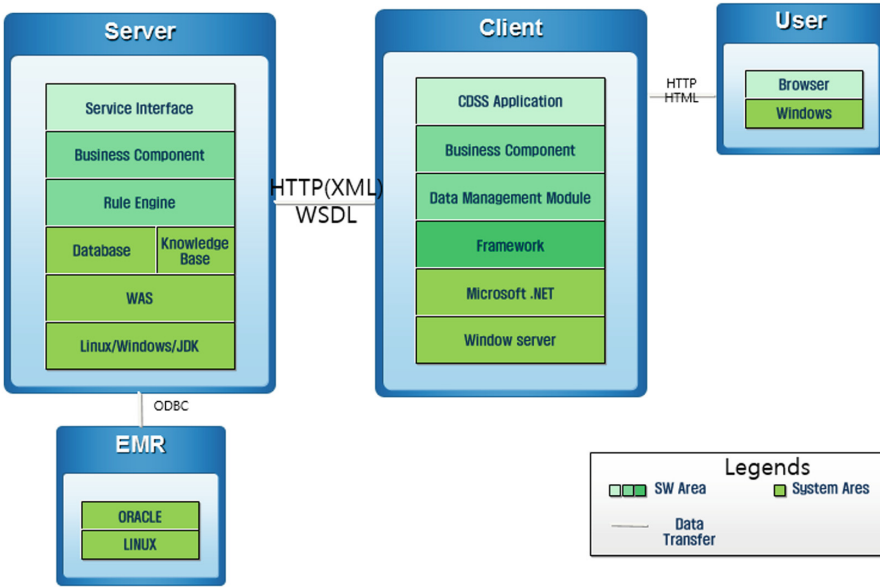 Server
Service Interface
Business Component
Rule Engine
Database
Knowledge
Base
WAS
Linux/Windows/JDK
HTTP(XML)
WSDL
Client
CDSS Application
Business Component
Data Management Module
Framework
Microsoft .NET
Window server
HTTP
HTML
User
Browser
Windows
ODBC
EMR
ORACLE
LINUX
Legends
SW Area
System Ares
Data
Transfer